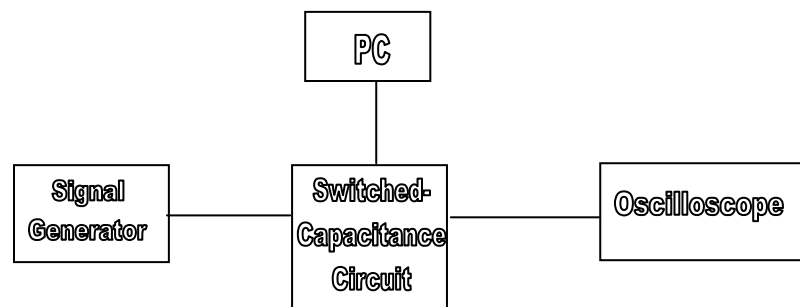 PC
Signal
Generator
Switched-
Capacitance
Circuit
Oscilloscope